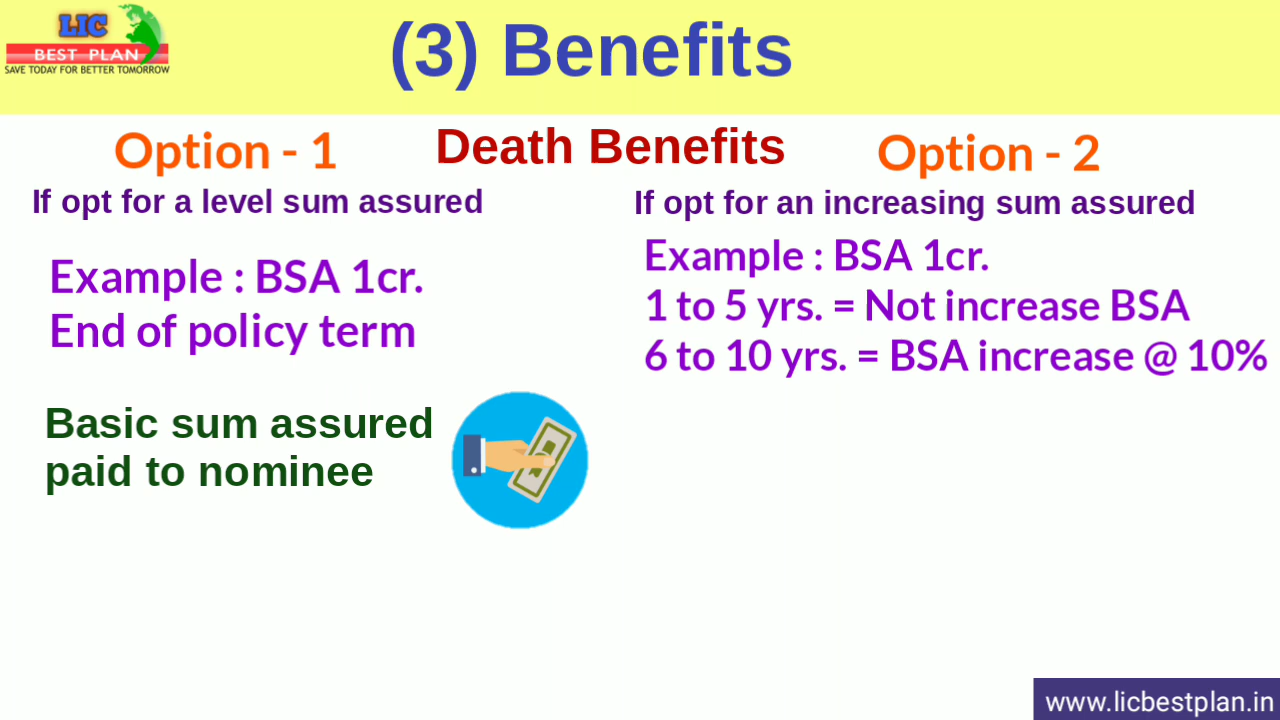 LIC
BEST PLAN
SAVE TODAY FOR BETTER TOMORROW
(3) Benefits
Death Benefits
Option - 1
If opt for a level sum assured
Example : BSA 1cr.
End of policy term
Basic sum assured
paid to nominee
Option - 2
If opt for an increasing sum assured
Example : BSA 1cr.
1 to 5 yrs. = Not increase BSA
6 to 10 yrs. = BSA increase @ 10%
www.licbestplan.in